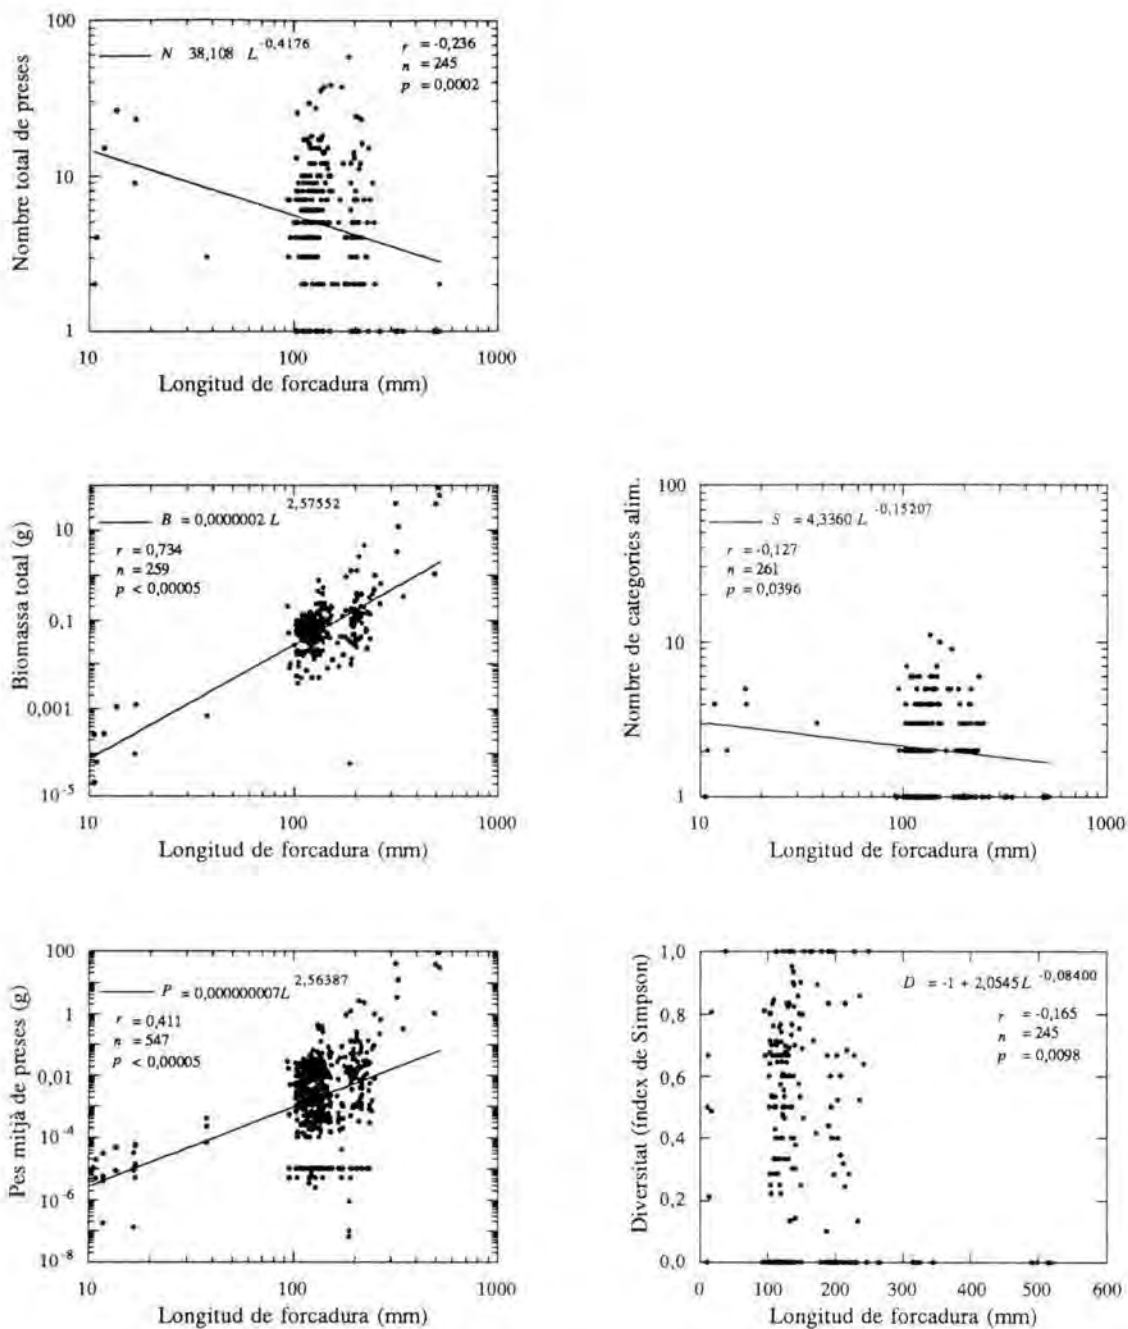 100
N 38,108 L -0,4176
r = -0,236
n = 245
p = 0,0002
Nombre total de preses
10
1
10 100 1000
Longitud de forcadura (mm)
B = 0,0000002 L 2,57552
r = 0,734
n = 259
p < 0,00005
Biomassa total (g)
10
0,1
0,001
10-5
10 100 1000
Longitud de forcadura (mm)
100
S = 4,3360 L -0,15207
r = -0,127
n = 261
p = 0,0396
Nombre de categories alim.
10
1
10 100 1000
Longitud de forcadura (mm)
100
P = 0,000000007L 2,56387
r = 0,411
n = 547
p < 0,00005
Pes mitjà de preses (g)
1
0,01
10-4
10-6
10-8
10 100 1000
Longitud de forcadura (mm)
1,0
D = -1 + 2,0545 L -0,08400
r = -0,165
n = 245
p = 0,0098
Diversitat (índex de Simpson)
0,8
0,6
0,4
0,2
0,0
0 100 200 300 400 500 600
Longitud de forcadura (mm)